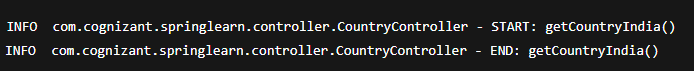 INFO  com.cognizant.springlearn.controller.CountryController - START: getCountryIndia()
INFO  com.cognizant.springlearn.controller.CountryController - END: getCountryIndia()